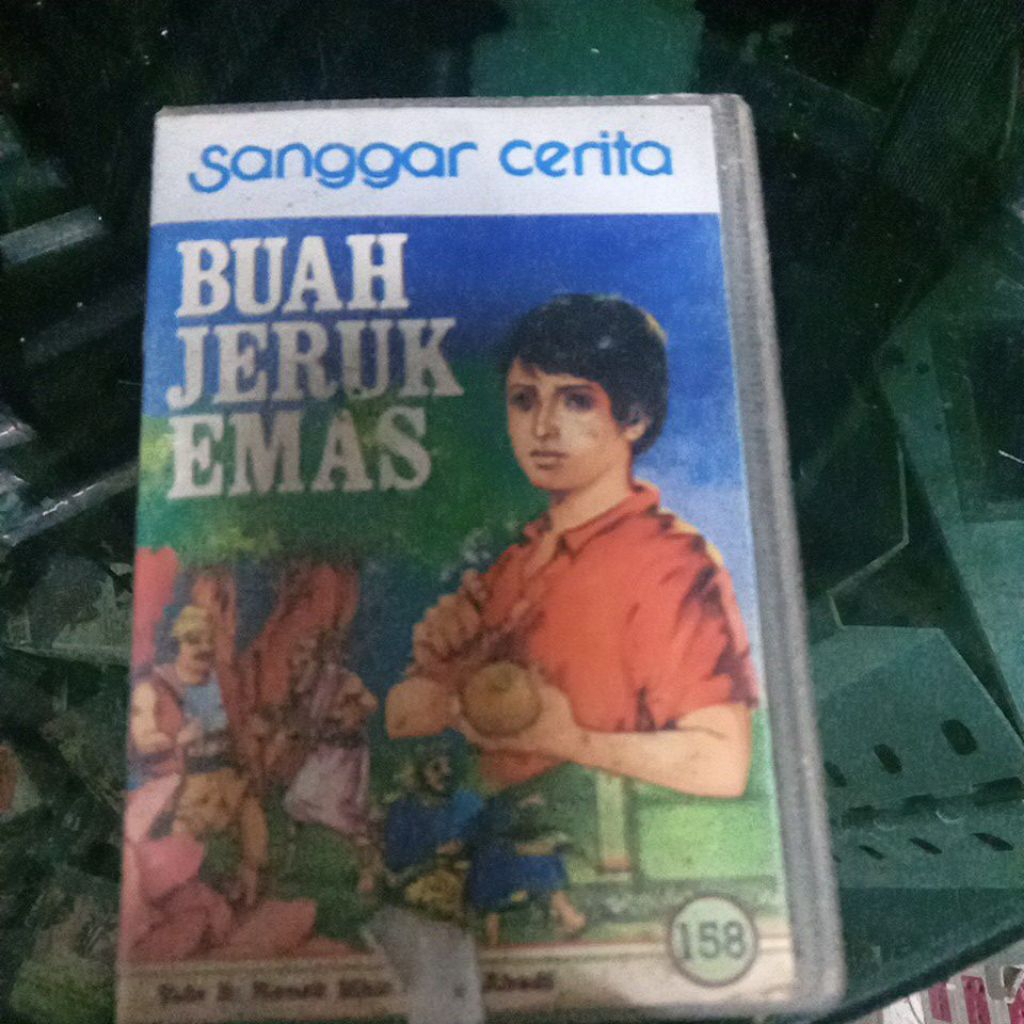 sanggar cerita
BUAH
JERUK
EMAS
158